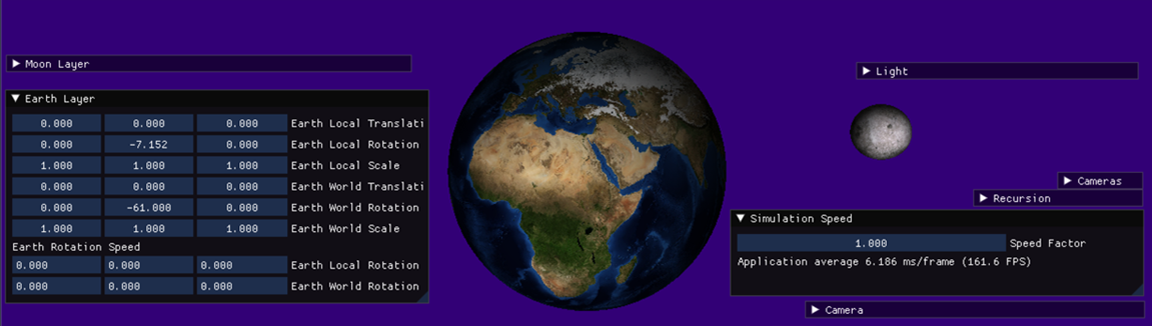 Moon Layer
Earth Layer
0.000 0.000 0.000 Earth Local Translati
0.000 -7.152 0.000 Earth Local Rotation
1.000 1.000 1.000 Earth Local Scale
0.000 0.000 0.000 Earth World Translati
0.000 -61.000 0.000 Earth World Rotation
1.000 1.000 1.000 Earth World Scale
Earth Rotation Speed
0.000 0.000 0.000 Earth Local Rotation
0.000 0.000 0.000 Earth World Rotation
Light
Cameras
Recursion
Simulation Speed
1.000 Speed Factor
Application average 6.186 ms/frame (161.6 FPS)
Camera